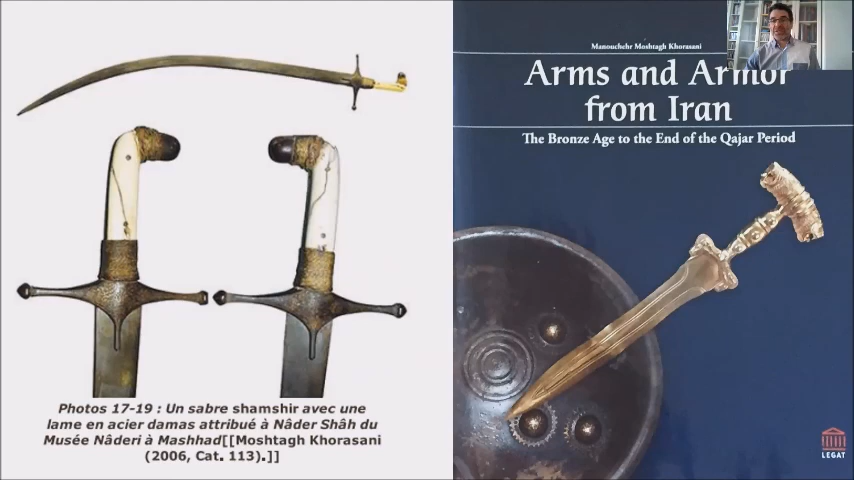 Photos 17-19 : Un sabre shamshir avec une
lame en acier damas attribué à Nâder Shâh du
Musée Nâderi à Mashhad[[Moshtagh Khorasani
(2006, Cat. 113).]]
Manouchehr Moshtagh Khorasani
Arms and Armor
from Iran
The Bronze Age to the End of the Qajar Period
LEGAT